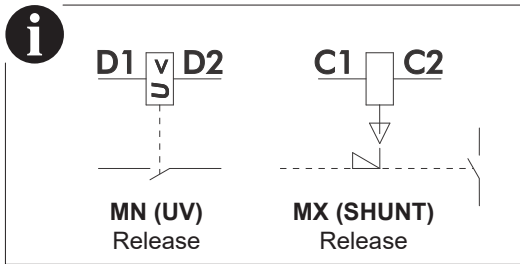 i
D1 U< D2
C1 C2
MN (UV)
Release
MX (SHUNT)
Release